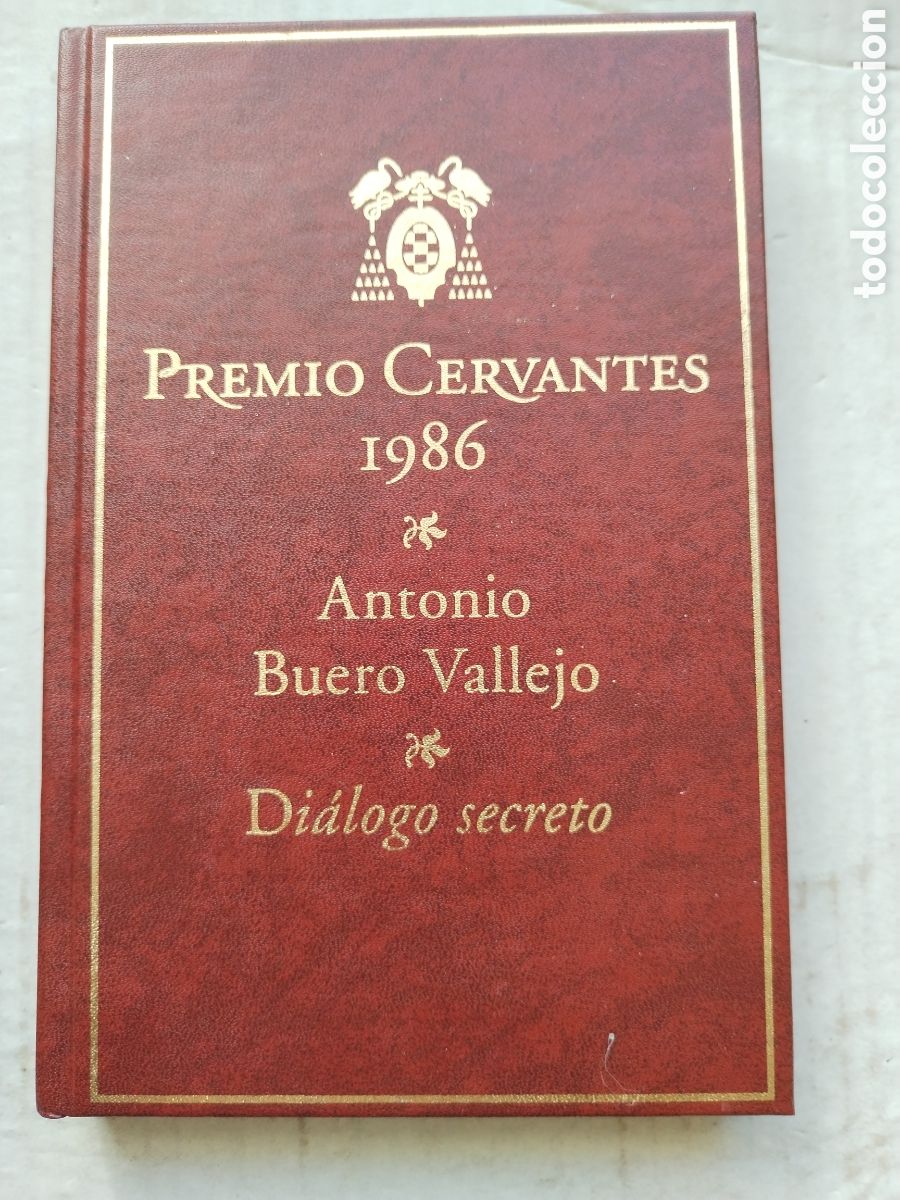 PREMIO CERVANTES
1986
Antonio
Buero Vallejo
Diálogo secreto
todocoleccion